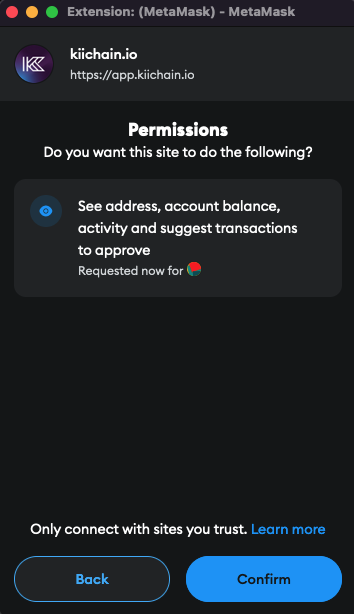 Extension: (MetaMask) - MetaMask
kiichain.io
https://app.kiichain.io
Permissions
Do you want this site to do the following?
See address, account balance,
activity and suggest transactions
to approve
Requested now for
Only connect with sites you trust. Learn more
Back
Confirm